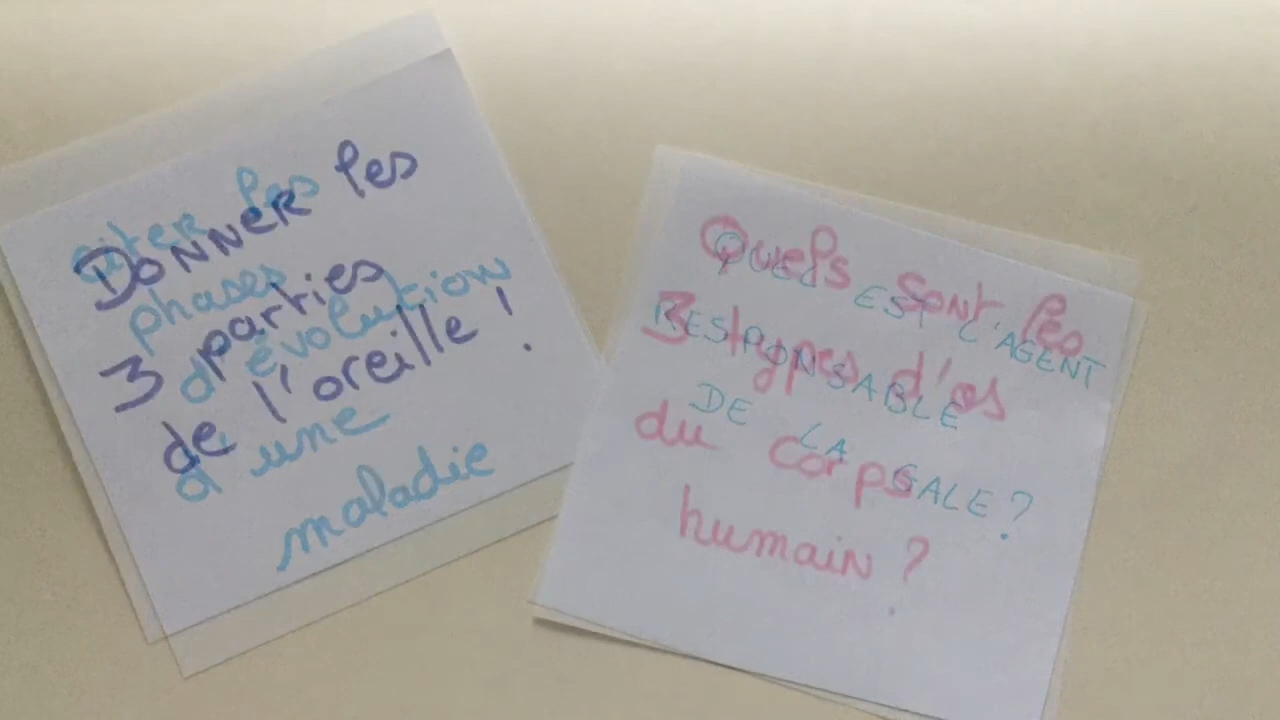 Donner les
3 parties
de l'oreille !
citer les
phases
d'évolution
d'une
maladie
Quels sont les
3 types d'os
du corps
humain ?
QUEL EST L'AGENT
RESPONSABLE
DE LA GALE ?